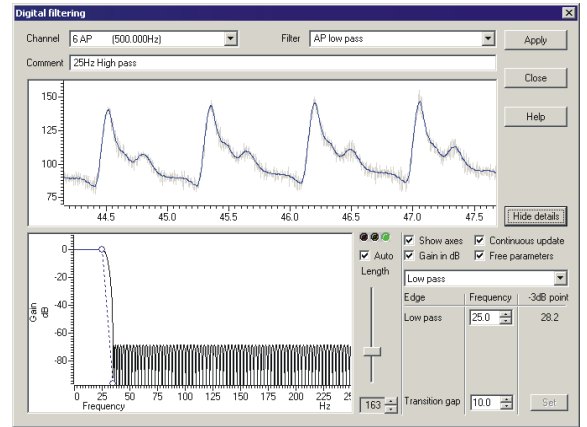 Digital filtering
Channel 6 AP (500.000Hz) Filter AP low pass Apply
Comment 25Hz High pass
Close
Help
150
125
100
75
44.5 45.0 45.5 46.0 46.5 47.0 47.5
Hide details
Show axes Continuous update
Auto Gain in dB Free parameters
Length
Low pass
Edge Frequency -3dB point
Low pass 25.0 28.2
Transition gap 10.0 Set
163
Gain dB
0
-20
-40
-60
-80
0 25 50 75 100 125 150 175 200 225 25
Frequency Hz